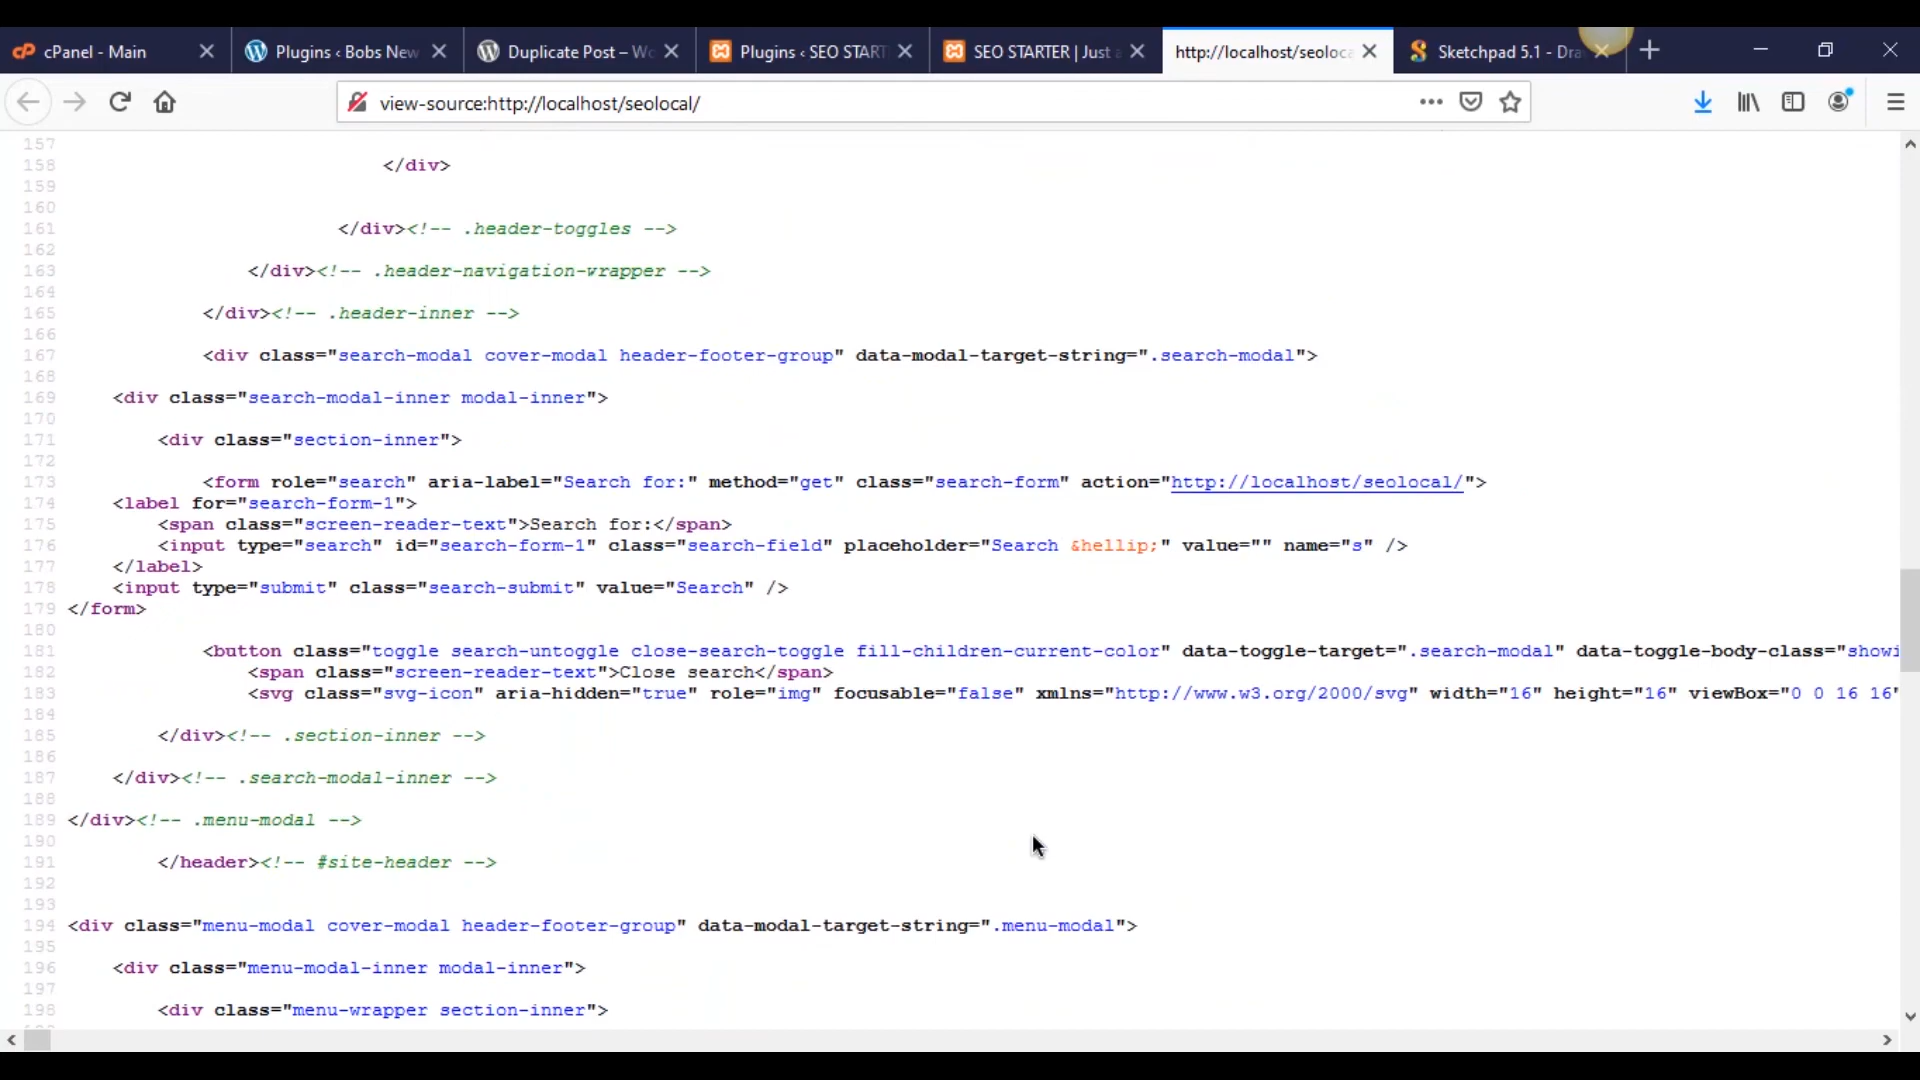 cPanel - Main
Plugins ‹ Bobs New
Duplicate Post – Wo
Plugins ‹ SEO START
SEO STARTER | Just a
http://localhost/seoloca
Sketchpad 5.1 - Dra
view-source:http://localhost/seolocal/
157
158 </div>
159
160
161 </div><!-- .header-toggles -->
162
163 </div><!-- .header-navigation-wrapper -->
164
165 </div><!-- .header-inner -->
166
167 <div class="search-modal cover-modal header-footer-group" data-modal-target-string=".search-modal">
168
169 <div class="search-modal-inner modal-inner">
170
171 <div class="section-inner">
172
173 <form role="search" aria-label="Search for:" method="get" class="search-form" action="http://localhost/seolocal/">
174 <label for="search-form-1">
175 <span class="screen-reader-text">Search for:</span>
176 <input type="search" id="search-form-1" class="search-field" placeholder="Search &hellip;" value="" name="s" />
177 </label>
178 <input type="submit" class="search-submit" value="Search" />
179 </form>
180
181 <button class="toggle search-untoggle close-search-toggle fill-children-current-color" data-toggle-target=".search-modal" data-toggle-body-class="showi
182 <span class="screen-reader-text">Close search</span>
183 <svg class="svg-icon" aria-hidden="true" role="img" focusable="false" xmlns="http://www.w3.org/2000/svg" width="16" height="16" viewBox="0 0 16 16"
184
185 </div><!-- .section-inner -->
186
187 </div><!-- .search-modal-inner -->
188
189 </div><!-- .menu-modal -->
190
191 </header><!-- #site-header -->
192
193
194 <div class="menu-modal cover-modal header-footer-group" data-modal-target-string=".menu-modal">
195
196 <div class="menu-modal-inner modal-inner">
197
198 <div class="menu-wrapper section-inner">